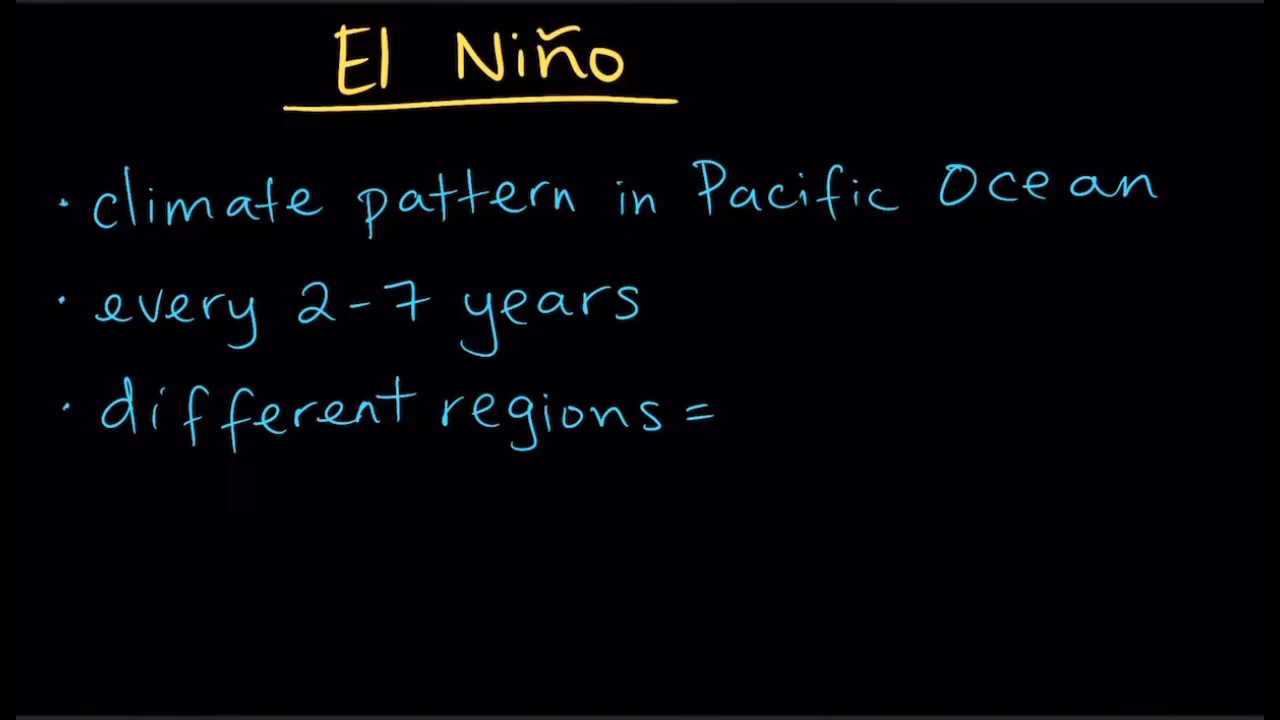 El Niño
· climate pattern in Pacific Ocean
· every 2-7 years
· different regions =